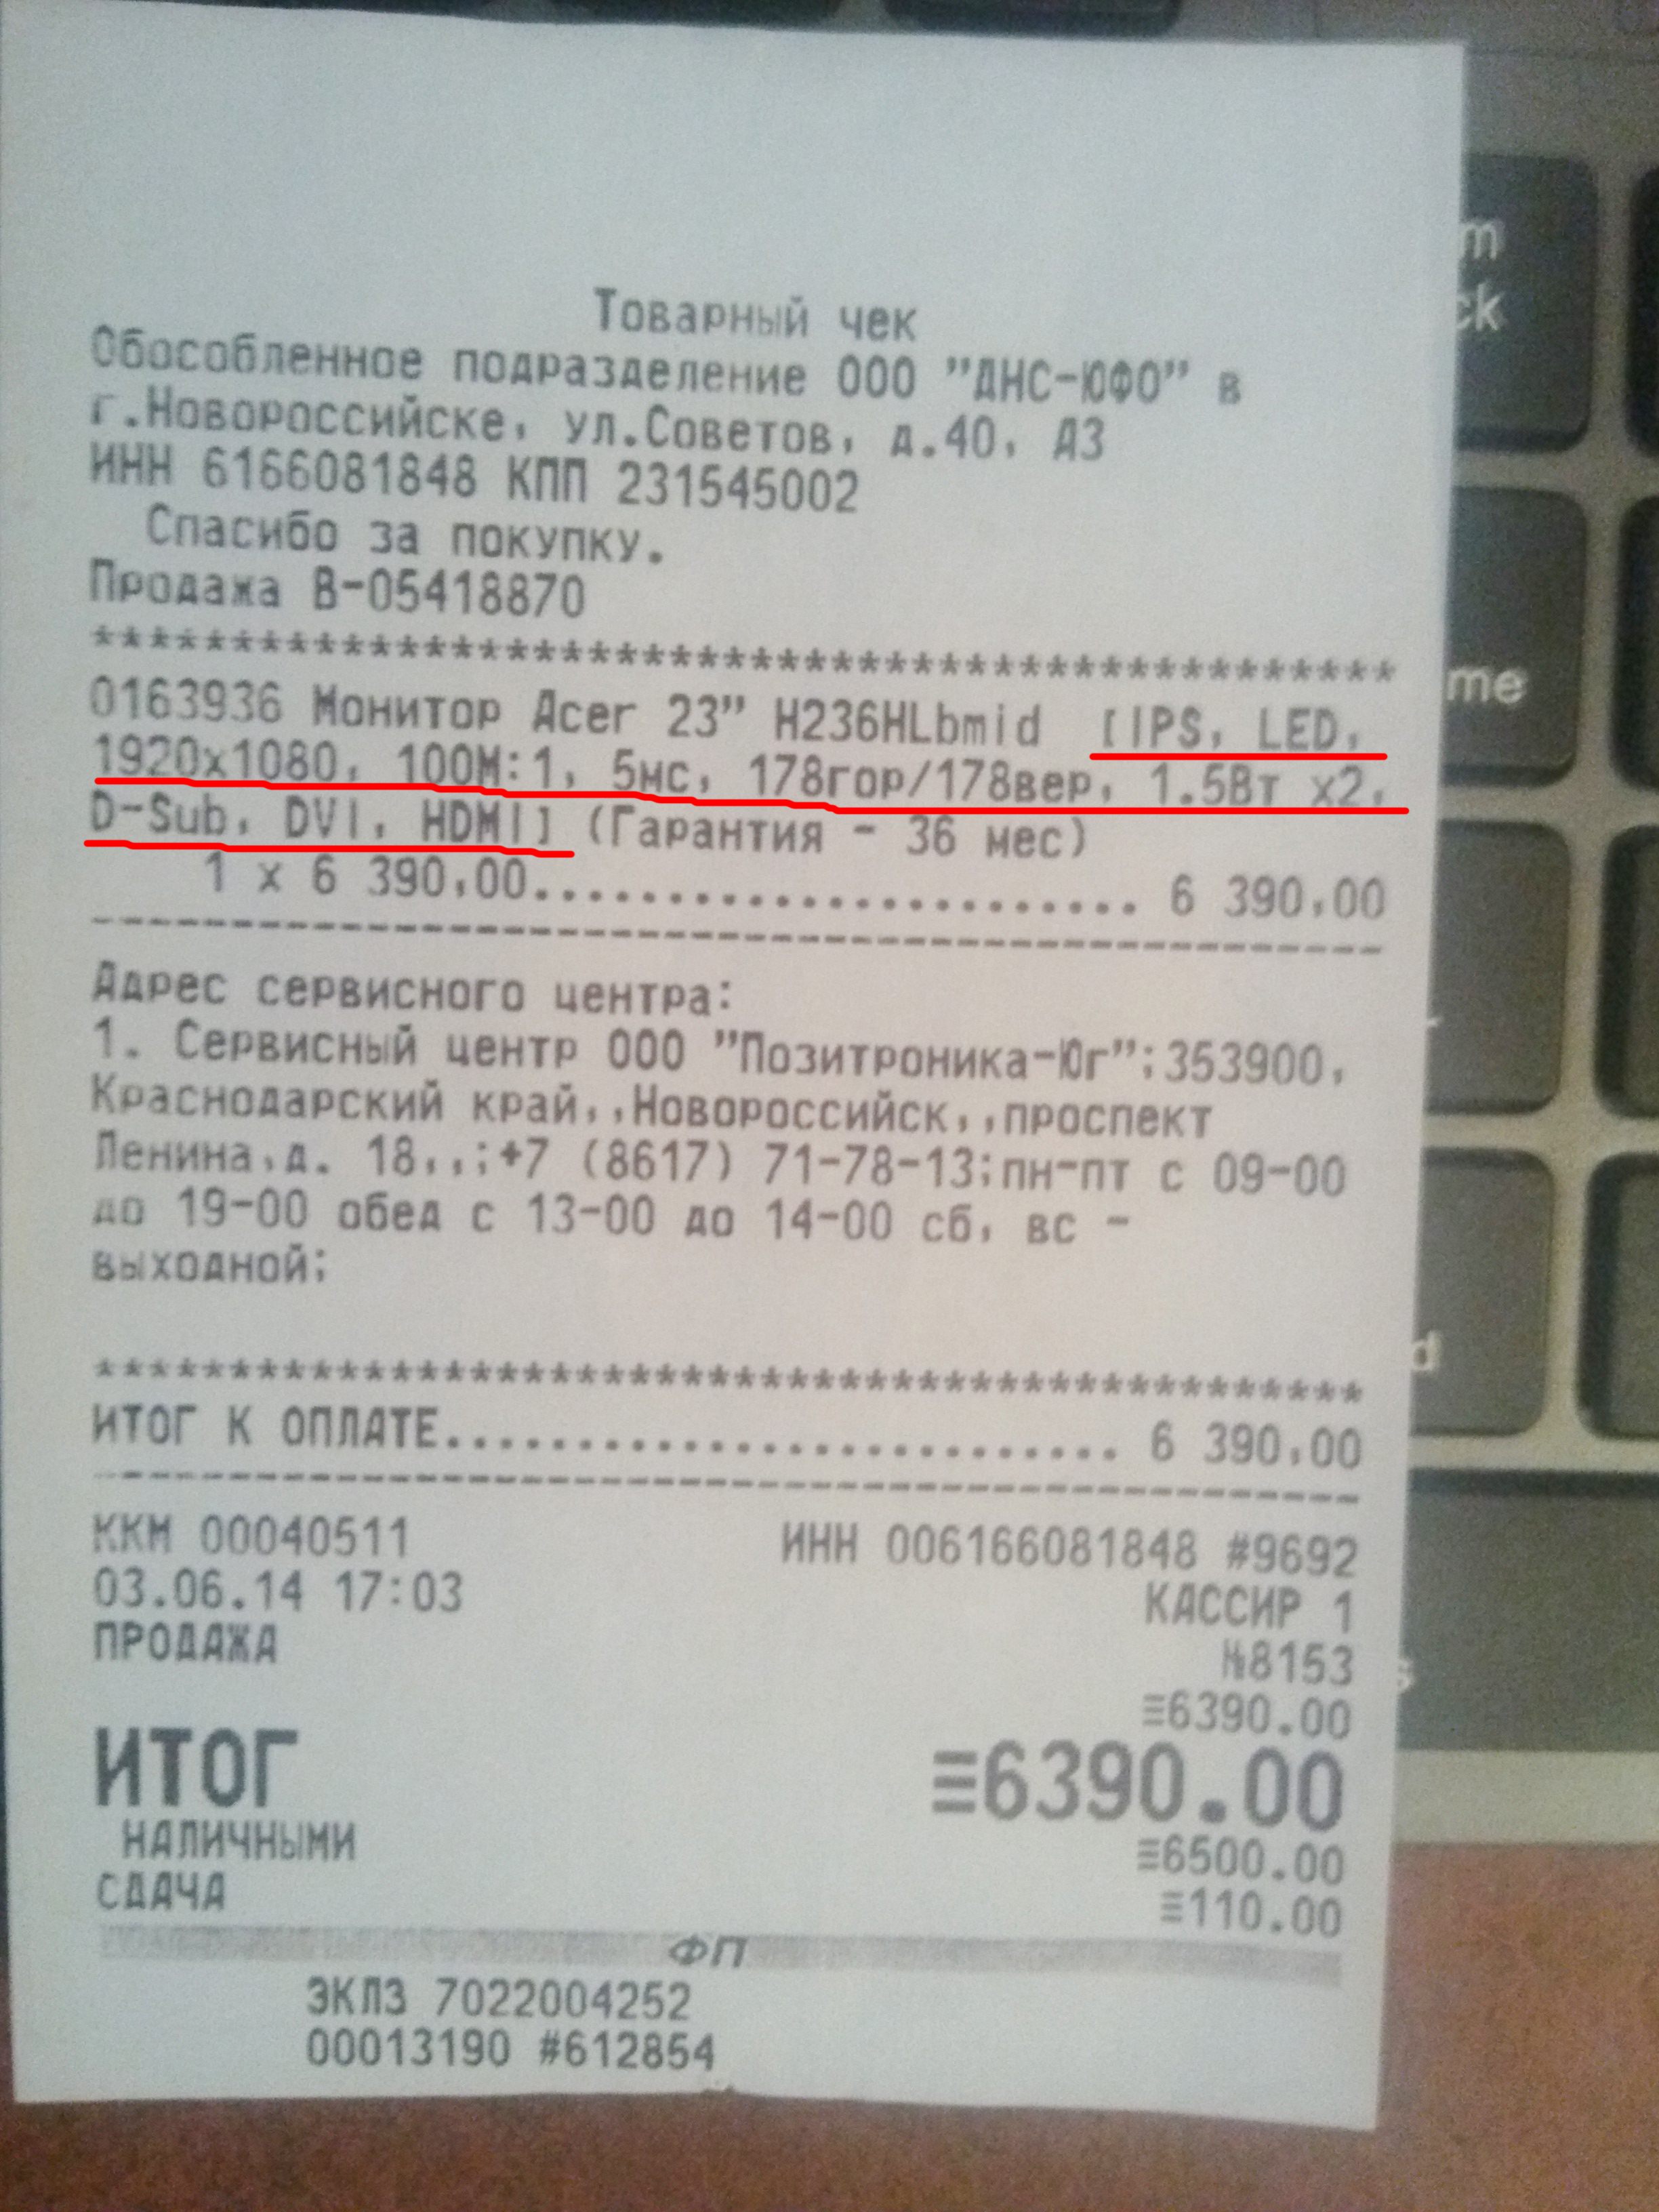 Товарный чек
Обособленное подразделение ООО "ДНС-ЮФО" в
г.Новороссийске, ул.Советов, д.40, А3
ИНН 6166081848 КПП 231545002
Спасибо за покупку.
Продажа В-05418870
************************************************
0163936 Монитор Acer 23" H236HLbmid [IPS, LED,
1920x1080, 100M:1, 5мс, 178гор/178вер, 1.5Вт x2,
D-Sub, DVI, HDMI] (Гарантия - 36 мес)
1 x 6 390,00....................... 6 390,00
------------------------------------------------
Адрес сервисного центра:
1. Сервисный центр ООО "Позитроника-Юг";353900,
Краснодарский край,,Новороссийск,,проспект
Ленина,д. 18,,;+7 (8617) 71-78-13;пн-пт с 09-00
до 19-00 обед с 13-00 до 14-00 сб, вс -
выходной;
************************************************
ИТОГ К ОПЛАТЕ.......................... 6 390,00
------------------------------------------------
ККМ 00040511 ИНН 006166081848 #9692
03.06.14 17:03 КАССИР 1
ПРОДАЖА №8153
≡6390.00
ИТОГ ≡6390.00
НАЛИЧНЫМИ ≡6500.00
СДАЧА ≡110.00
ФП
ЭКЛЗ 7022004252
00013190 #612854
m
ck
me
d
s